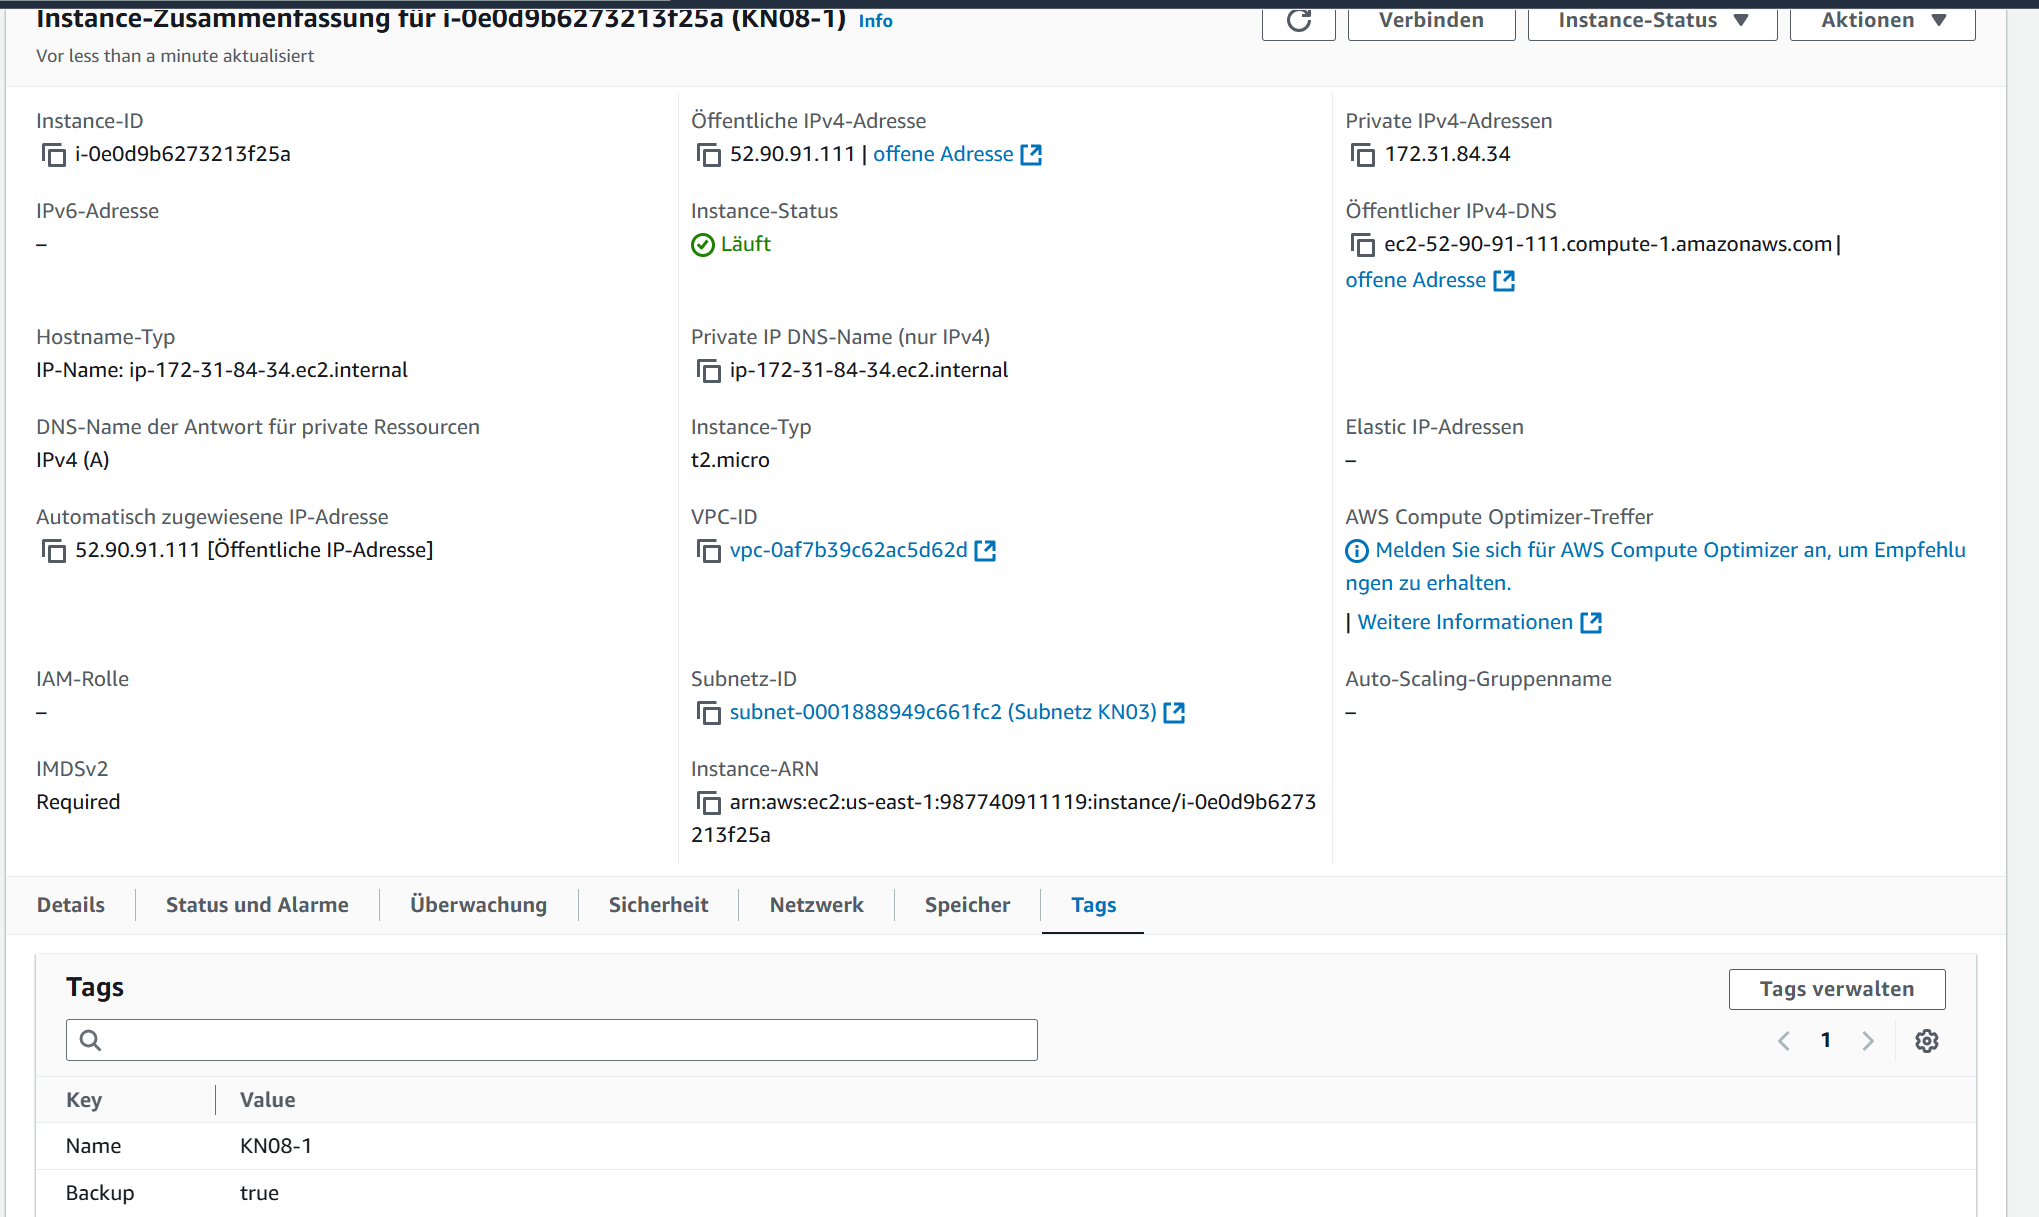 Instance-Zusammenfassung für i-0e0d9b6273213f25a (KN08-1) Info
Verbinden
Instance-Status
Aktionen
Vor less than a minute aktualisiert
Instance-ID
i-0e0d9b6273213f25a
Öffentliche IPv4-Adresse
52.90.91.111 | offene Adresse
Private IPv4-Adressen
172.31.84.34
IPv6-Adresse
–
Instance-Status
Läuft
Öffentlicher IPv4-DNS
ec2-52-90-91-111.compute-1.amazonaws.com |
offene Adresse
Hostname-Typ
IP-Name: ip-172-31-84-34.ec2.internal
Private IP DNS-Name (nur IPv4)
ip-172-31-84-34.ec2.internal
DNS-Name der Antwort für private Ressourcen
IPv4 (A)
Instance-Typ
t2.micro
Elastic IP-Adressen
–
Automatisch zugewiesene IP-Adresse
52.90.91.111 [Öffentliche IP-Adresse]
VPC-ID
vpc-0af7b39c62ac5d62d
AWS Compute Optimizer-Treffer
Melden Sie sich für AWS Compute Optimizer an, um Empfehlu
ngen zu erhalten.
| Weitere Informationen
IAM-Rolle
–
Subnetz-ID
subnet-0001888949c661fc2 (Subnetz KN03)
Auto-Scaling-Gruppenname
–
IMDSv2
Required
Instance-ARN
arn:aws:ec2:us-east-1:987740911119:instance/i-0e0d9b6273
213f25a
Details
Status und Alarme
Überwachung
Sicherheit
Netzwerk
Speicher
Tags
Tags
Tags verwalten
1
Key
Value
Name
KN08-1
Backup
true